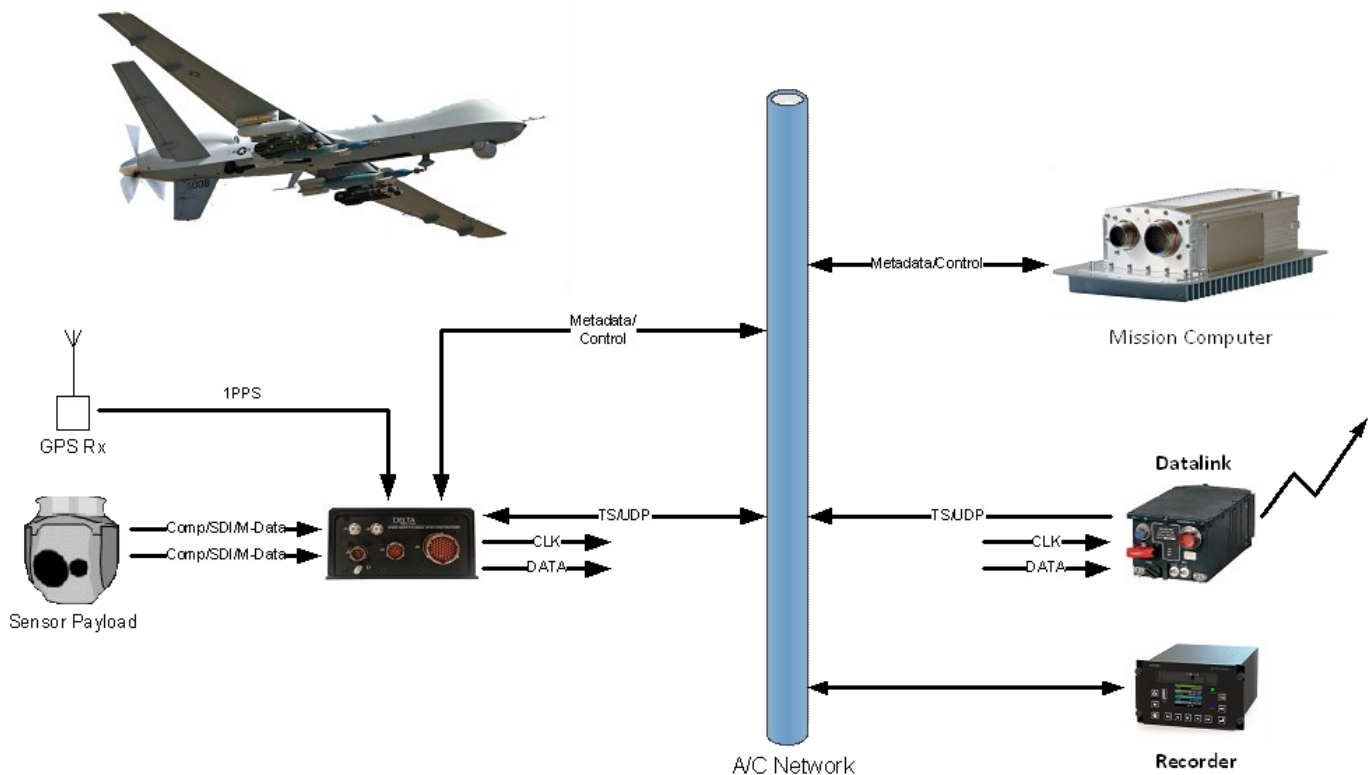 Metadata/Control
Mission Computer
Metadata/
Control
1PPS
GPS Rx
Datalink
DELTA
Comp/SDI/M-Data
Comp/SDI/M-Data
TS/UDP
CLK
DATA
TS/UDP
CLK
DATA
Sensor Payload
Recorder
A/C Network